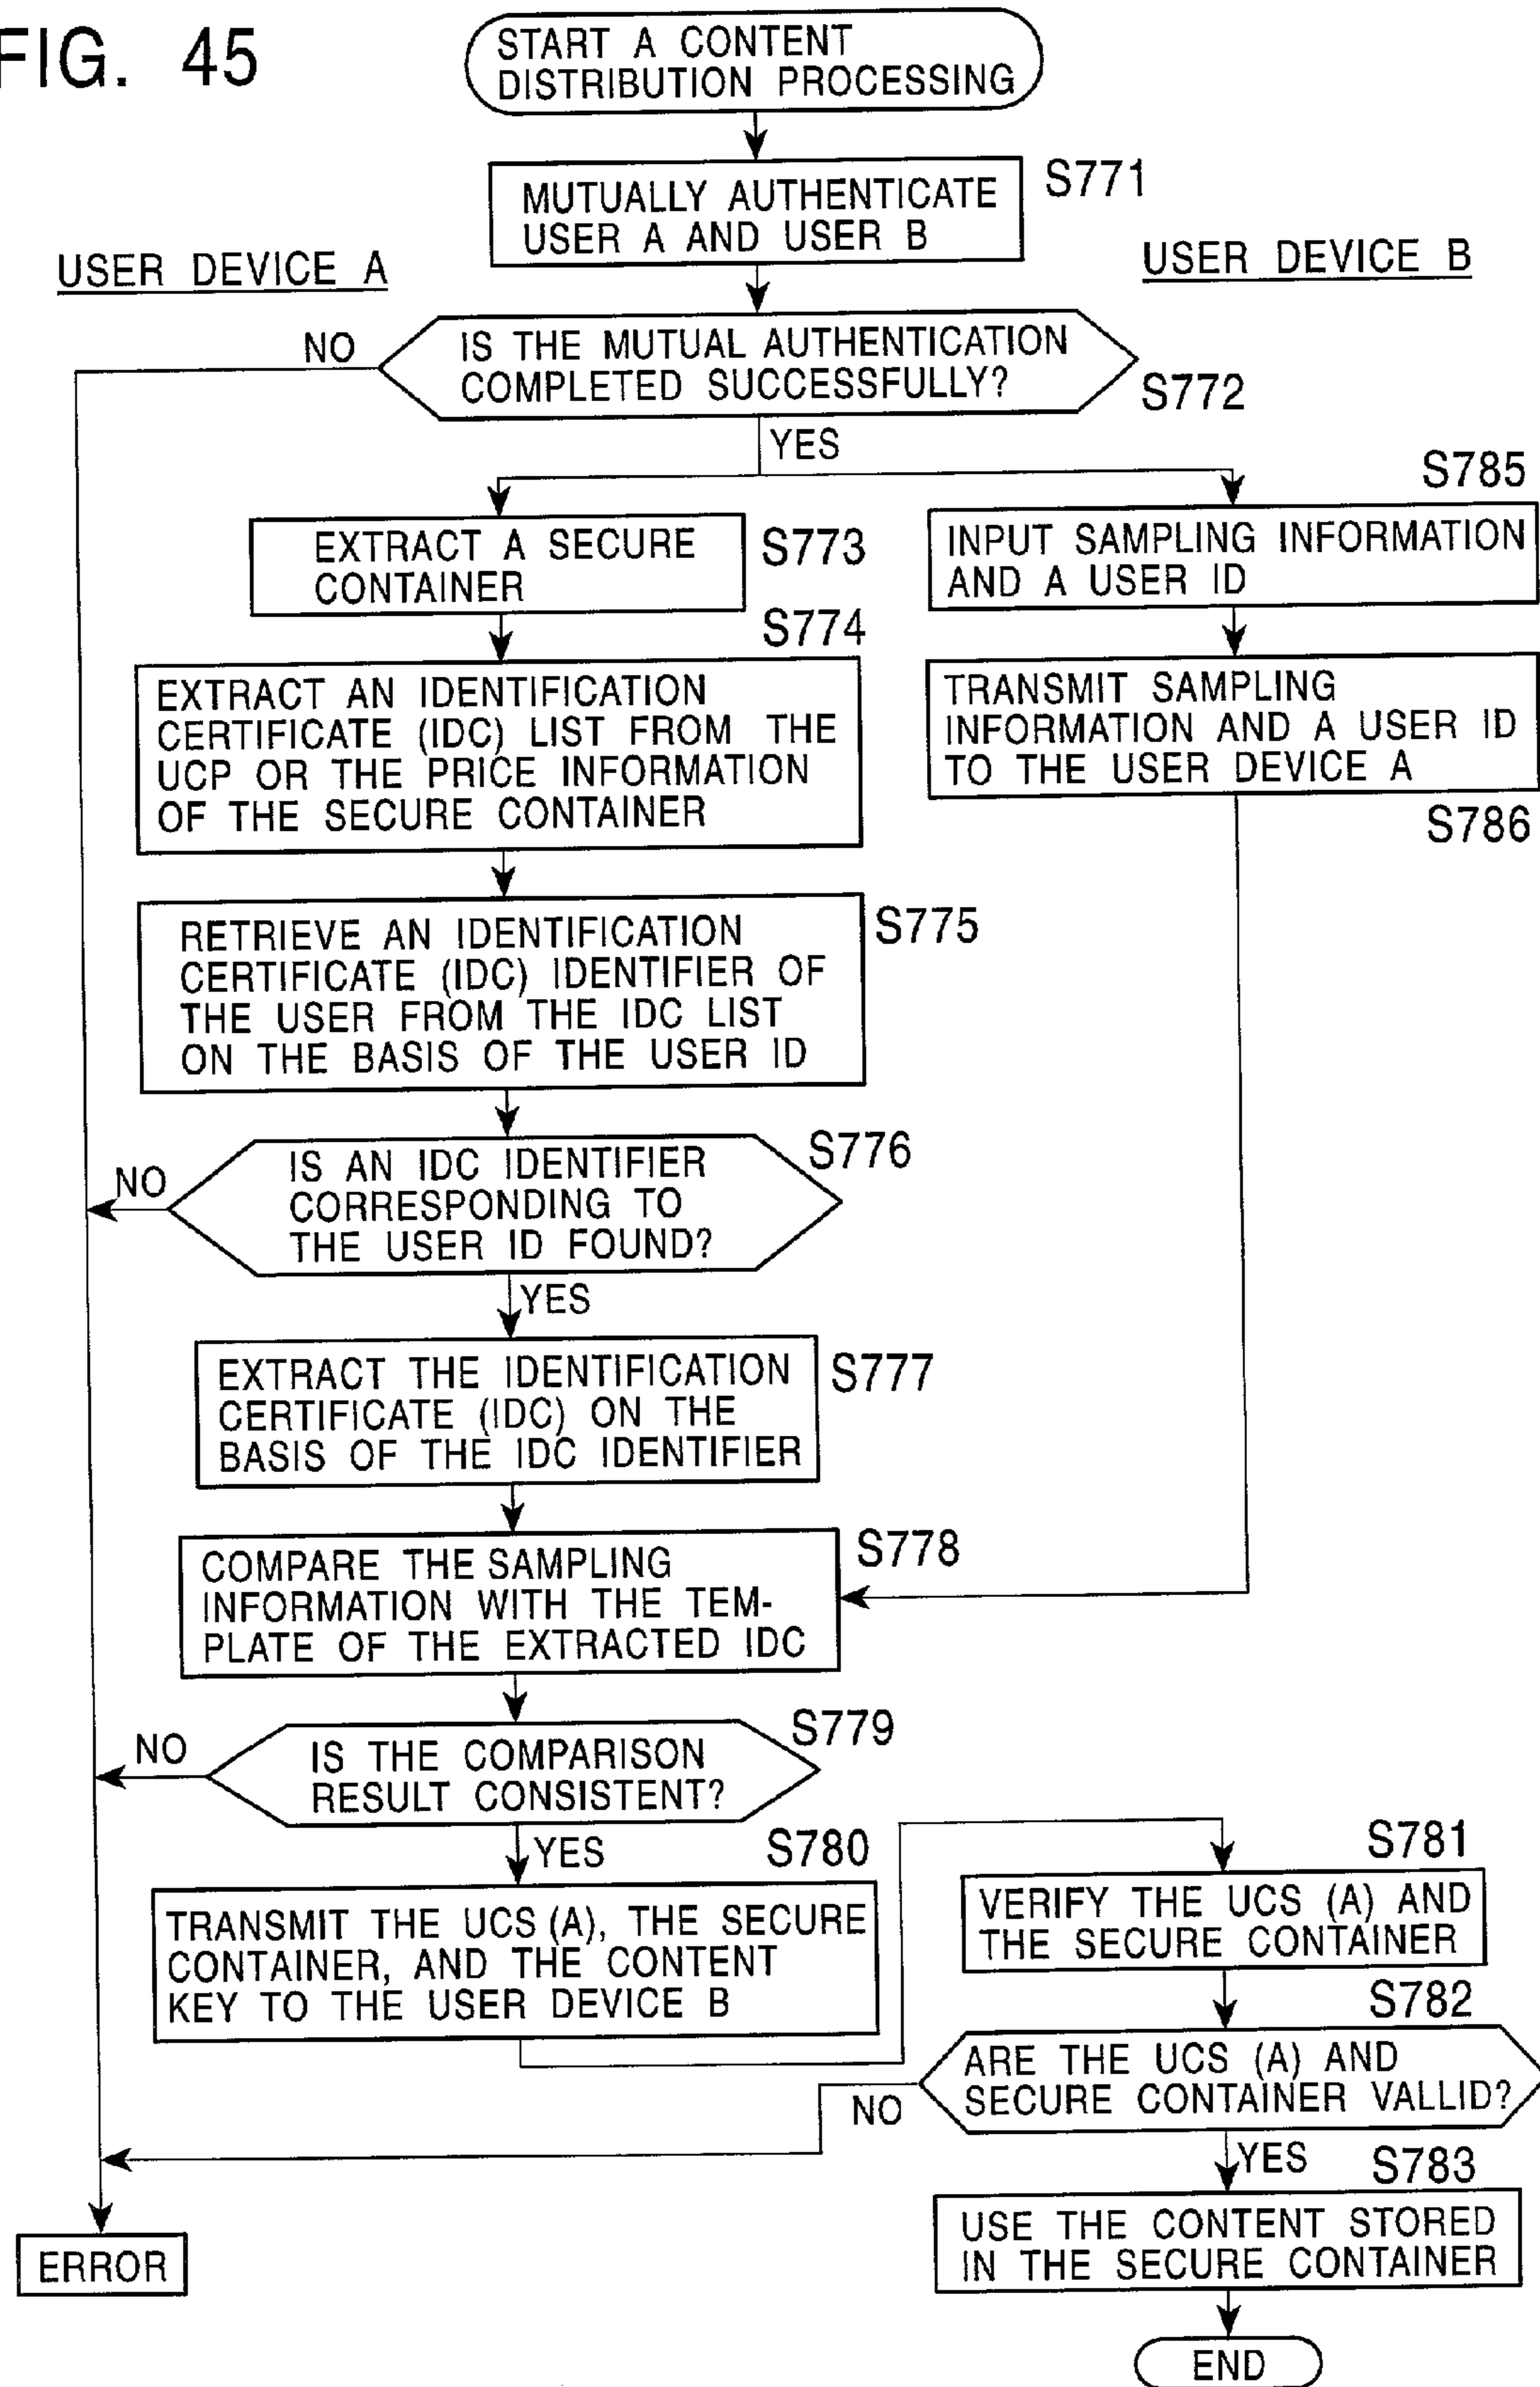 FIG. 45
START A CONTENT
DISTRIBUTION PROCESSING
MUTUALLY AUTHENTICATE
USER A AND USER B
S771
USER DEVICE A
USER DEVICE B
NO
IS THE MUTUAL AUTHENTICATION
COMPLETED SUCCESSFULLY?
S772
YES
S785
EXTRACT A SECURE
CONTAINER
S773
INPUT SAMPLING INFORMATION
AND A USER ID
S774
EXTRACT AN IDENTIFICATION
CERTIFICATE (IDC) LIST FROM THE
UCP OR THE PRICE INFORMATION
OF THE SECURE CONTAINER
TRANSMIT SAMPLING
INFORMATION AND A USER ID
TO THE USER DEVICE A
S786
RETRIEVE AN IDENTIFICATION
CERTIFICATE (IDC) IDENTIFIER OF
THE USER FROM THE IDC LIST
ON THE BASIS OF THE USER ID
S775
S776
NO
IS AN IDC IDENTIFIER
CORRESPONDING TO
THE USER ID FOUND?
YES
EXTRACT THE IDENTIFICATION
CERTIFICATE (IDC) ON THE
BASIS OF THE IDC IDENTIFIER
S777
COMPARE THE SAMPLING
INFORMATION WITH THE TEM-
PLATE OF THE EXTRACTED IDC
S778
S779
NO
IS THE COMPARISON
RESULT CONSISTENT?
YES
S780
TRANSMIT THE UCS (A), THE SECURE
CONTAINER, AND THE CONTENT
KEY TO THE USER DEVICE B
S781
VERIFY THE UCS (A) AND
THE SECURE CONTAINER
S782
ARE THE UCS (A) AND
SECURE CONTAINER VALLID?
NO
YES
S783
USE THE CONTENT STORED
IN THE SECURE CONTAINER
ERROR
END